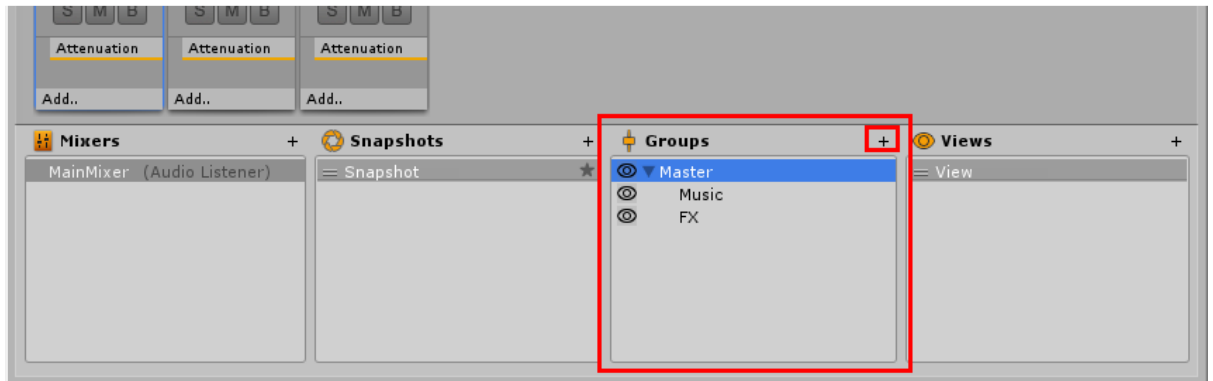 S M B S M B S M B
Attenuation Attenuation Attenuation
Add.. Add.. Add..
Mixers + Snapshots + Groups + Views +
MainMixer (Audio Listener) Snapshot Master View
Music
FX